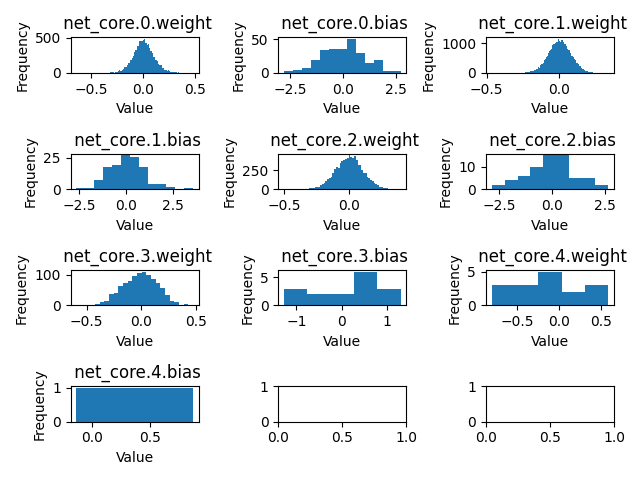 net_core.0.weight
Frequency
500
0
−0.5
0.0
0.5
Value
net_core.0.bias
Frequency
50
0
−2.5
0.0
2.5
Value
net_core.1.weight
Frequency
1000
0
−0.5
0.0
Value
net_core.1.bias
Frequency
25
0
−2.5
0.0
2.5
Value
net_core.2.weight
Frequency
250
0
−0.5
0.0
Value
net_core.2.bias
Frequency
10
0
−2.5
0.0
2.5
Value
net_core.3.weight
Frequency
100
0
−0.5
0.0
0.5
Value
net_core.3.bias
Frequency
5
0
−1
0
1
Value
net_core.4.weight
Frequency
5
0
−0.5
0.0
0.5
Value
net_core.4.bias
Frequency
1
0
0.0
0.5
Value
1
0
0.0
0.5
1.0
1
0
0.0
0.5
1.0